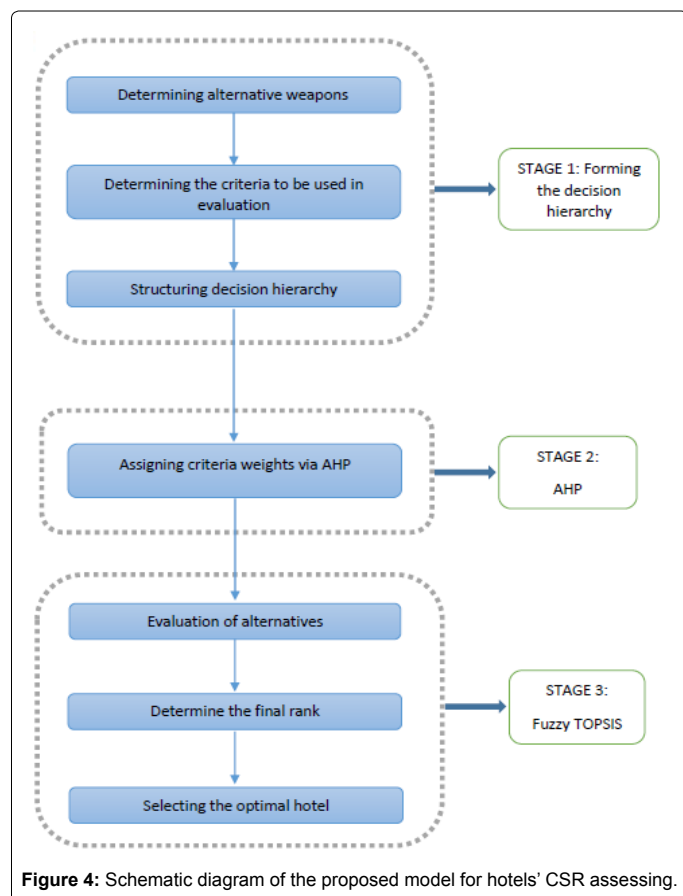 Determining alternative weapons
Determining the criteria to be used in
evaluation
Structuring decision hierarchy
STAGE 1: Forming
the decision
hierarchy
Assigning criteria weights via AHP
STAGE 2:
AHP
Evaluation of alternatives
Determine the final rank
Selecting the optimal hotel
STAGE 3:
Fuzzy TOPSIS
Figure 4: Schematic diagram of the proposed model for hotels' CSR assessing.